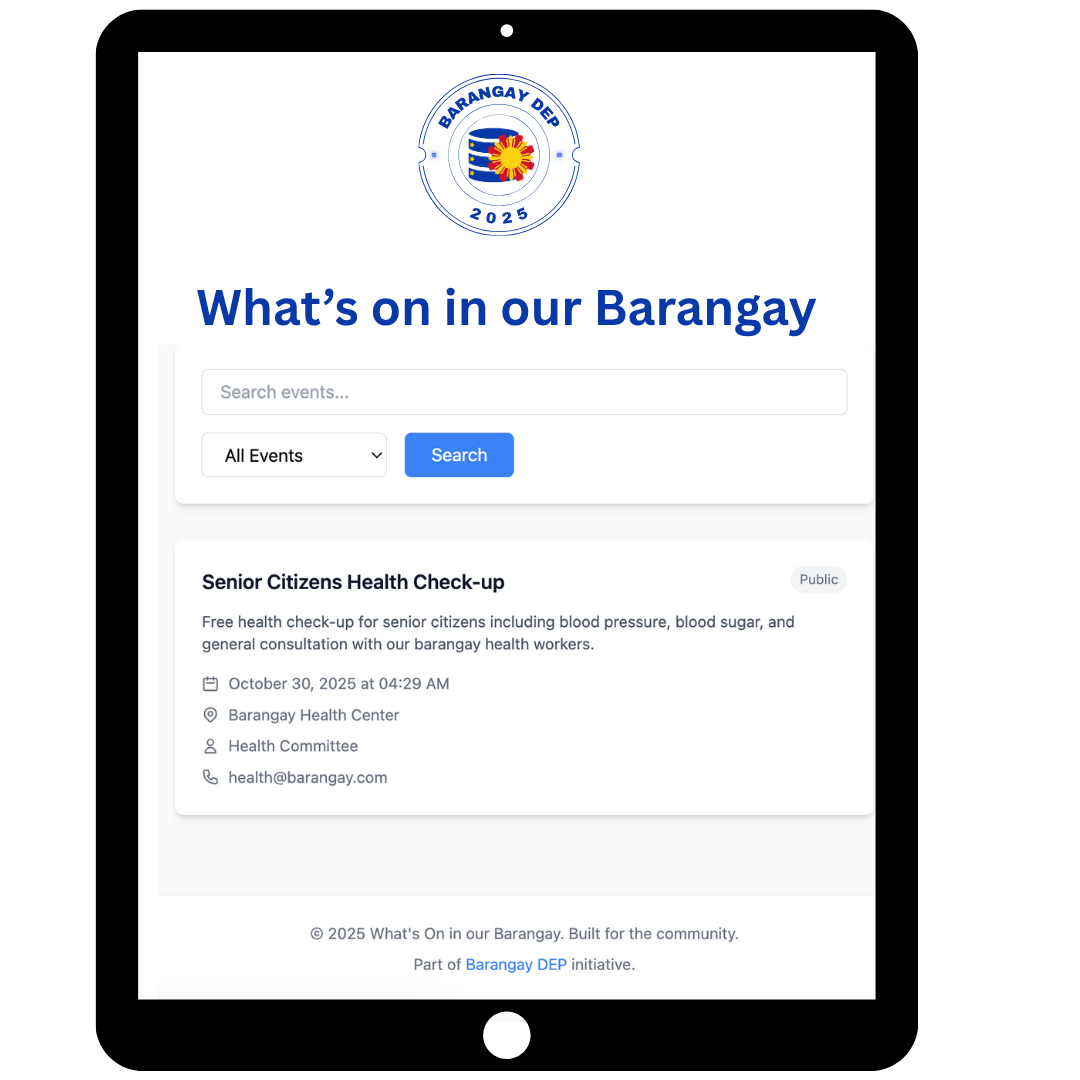 BARANGAY DEP
2025
What’s on in our Barangay
Search events...
All Events
Search
Senior Citizens Health Check-up
Public
Free health check-up for senior citizens including blood pressure, blood sugar, and
general consultation with our barangay health workers.
October 30, 2025 at 04:29 AM
Barangay Health Center
Health Committee
health@barangay.com
© 2025 What's On in our Barangay. Built for the community.
Part of Barangay DEP initiative.